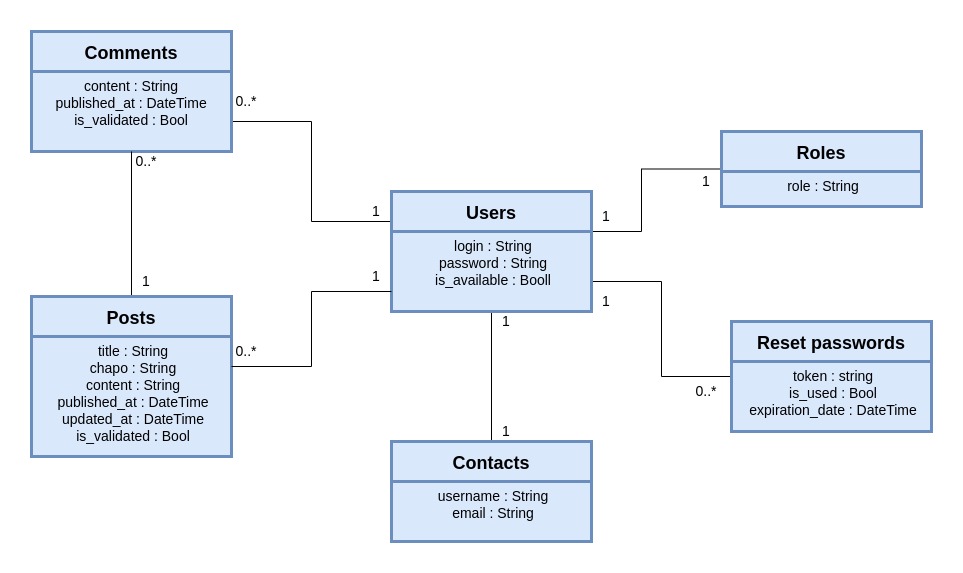 Comments
content : String
published_at : DateTime
is_validated : Bool
0..*
0..*
1
Posts
title : String
chapo : String
content : String
published_at : DateTime
updated_at : DateTime
is_validated : Bool
0..*
1
1
Users
login : String
password : String
is_available : Booll
1
1
1
1
Contacts
username : String
email : String
1
Roles
role : String
0..*
Reset passwords
token : string
is_used : Bool
expiration_date : DateTime